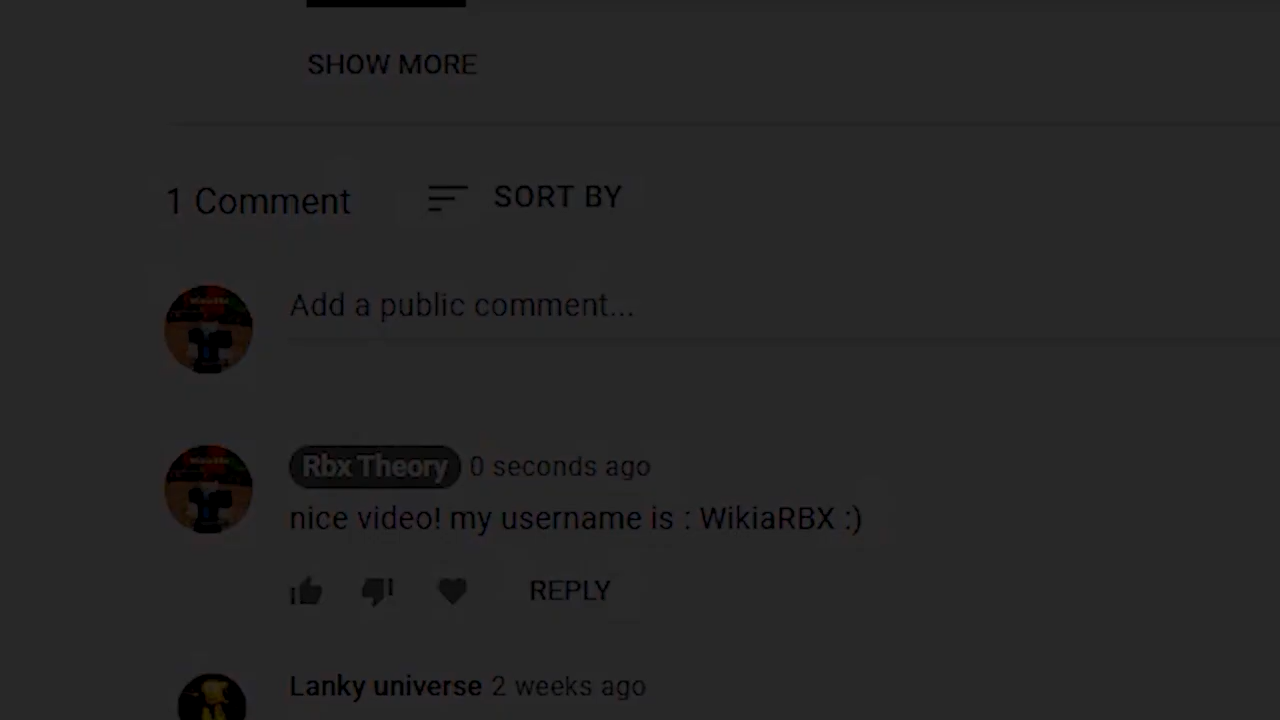 SHOW MORE
1 Comment
SORT BY
Add a public comment...
Rbx Theory 0 seconds ago
nice video! my username is : WikiaRBX :)
REPLY
Lanky universe 2 weeks ago